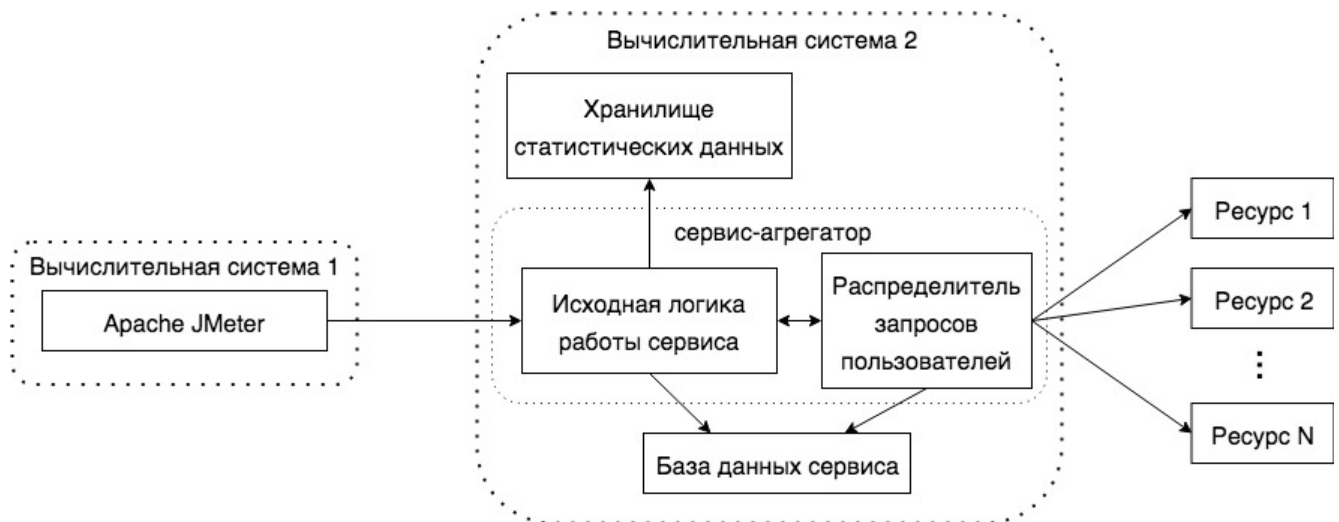 Вычислительная система 2
Хранилище
статистических данных
сервис-агрегатор
Вычислительная система 1
Apache JMeter
Исходная логика
работы сервиса
Распределитель
запросов
пользователей
База данных сервиса
Ресурс 1
Ресурс 2
Ресурс N